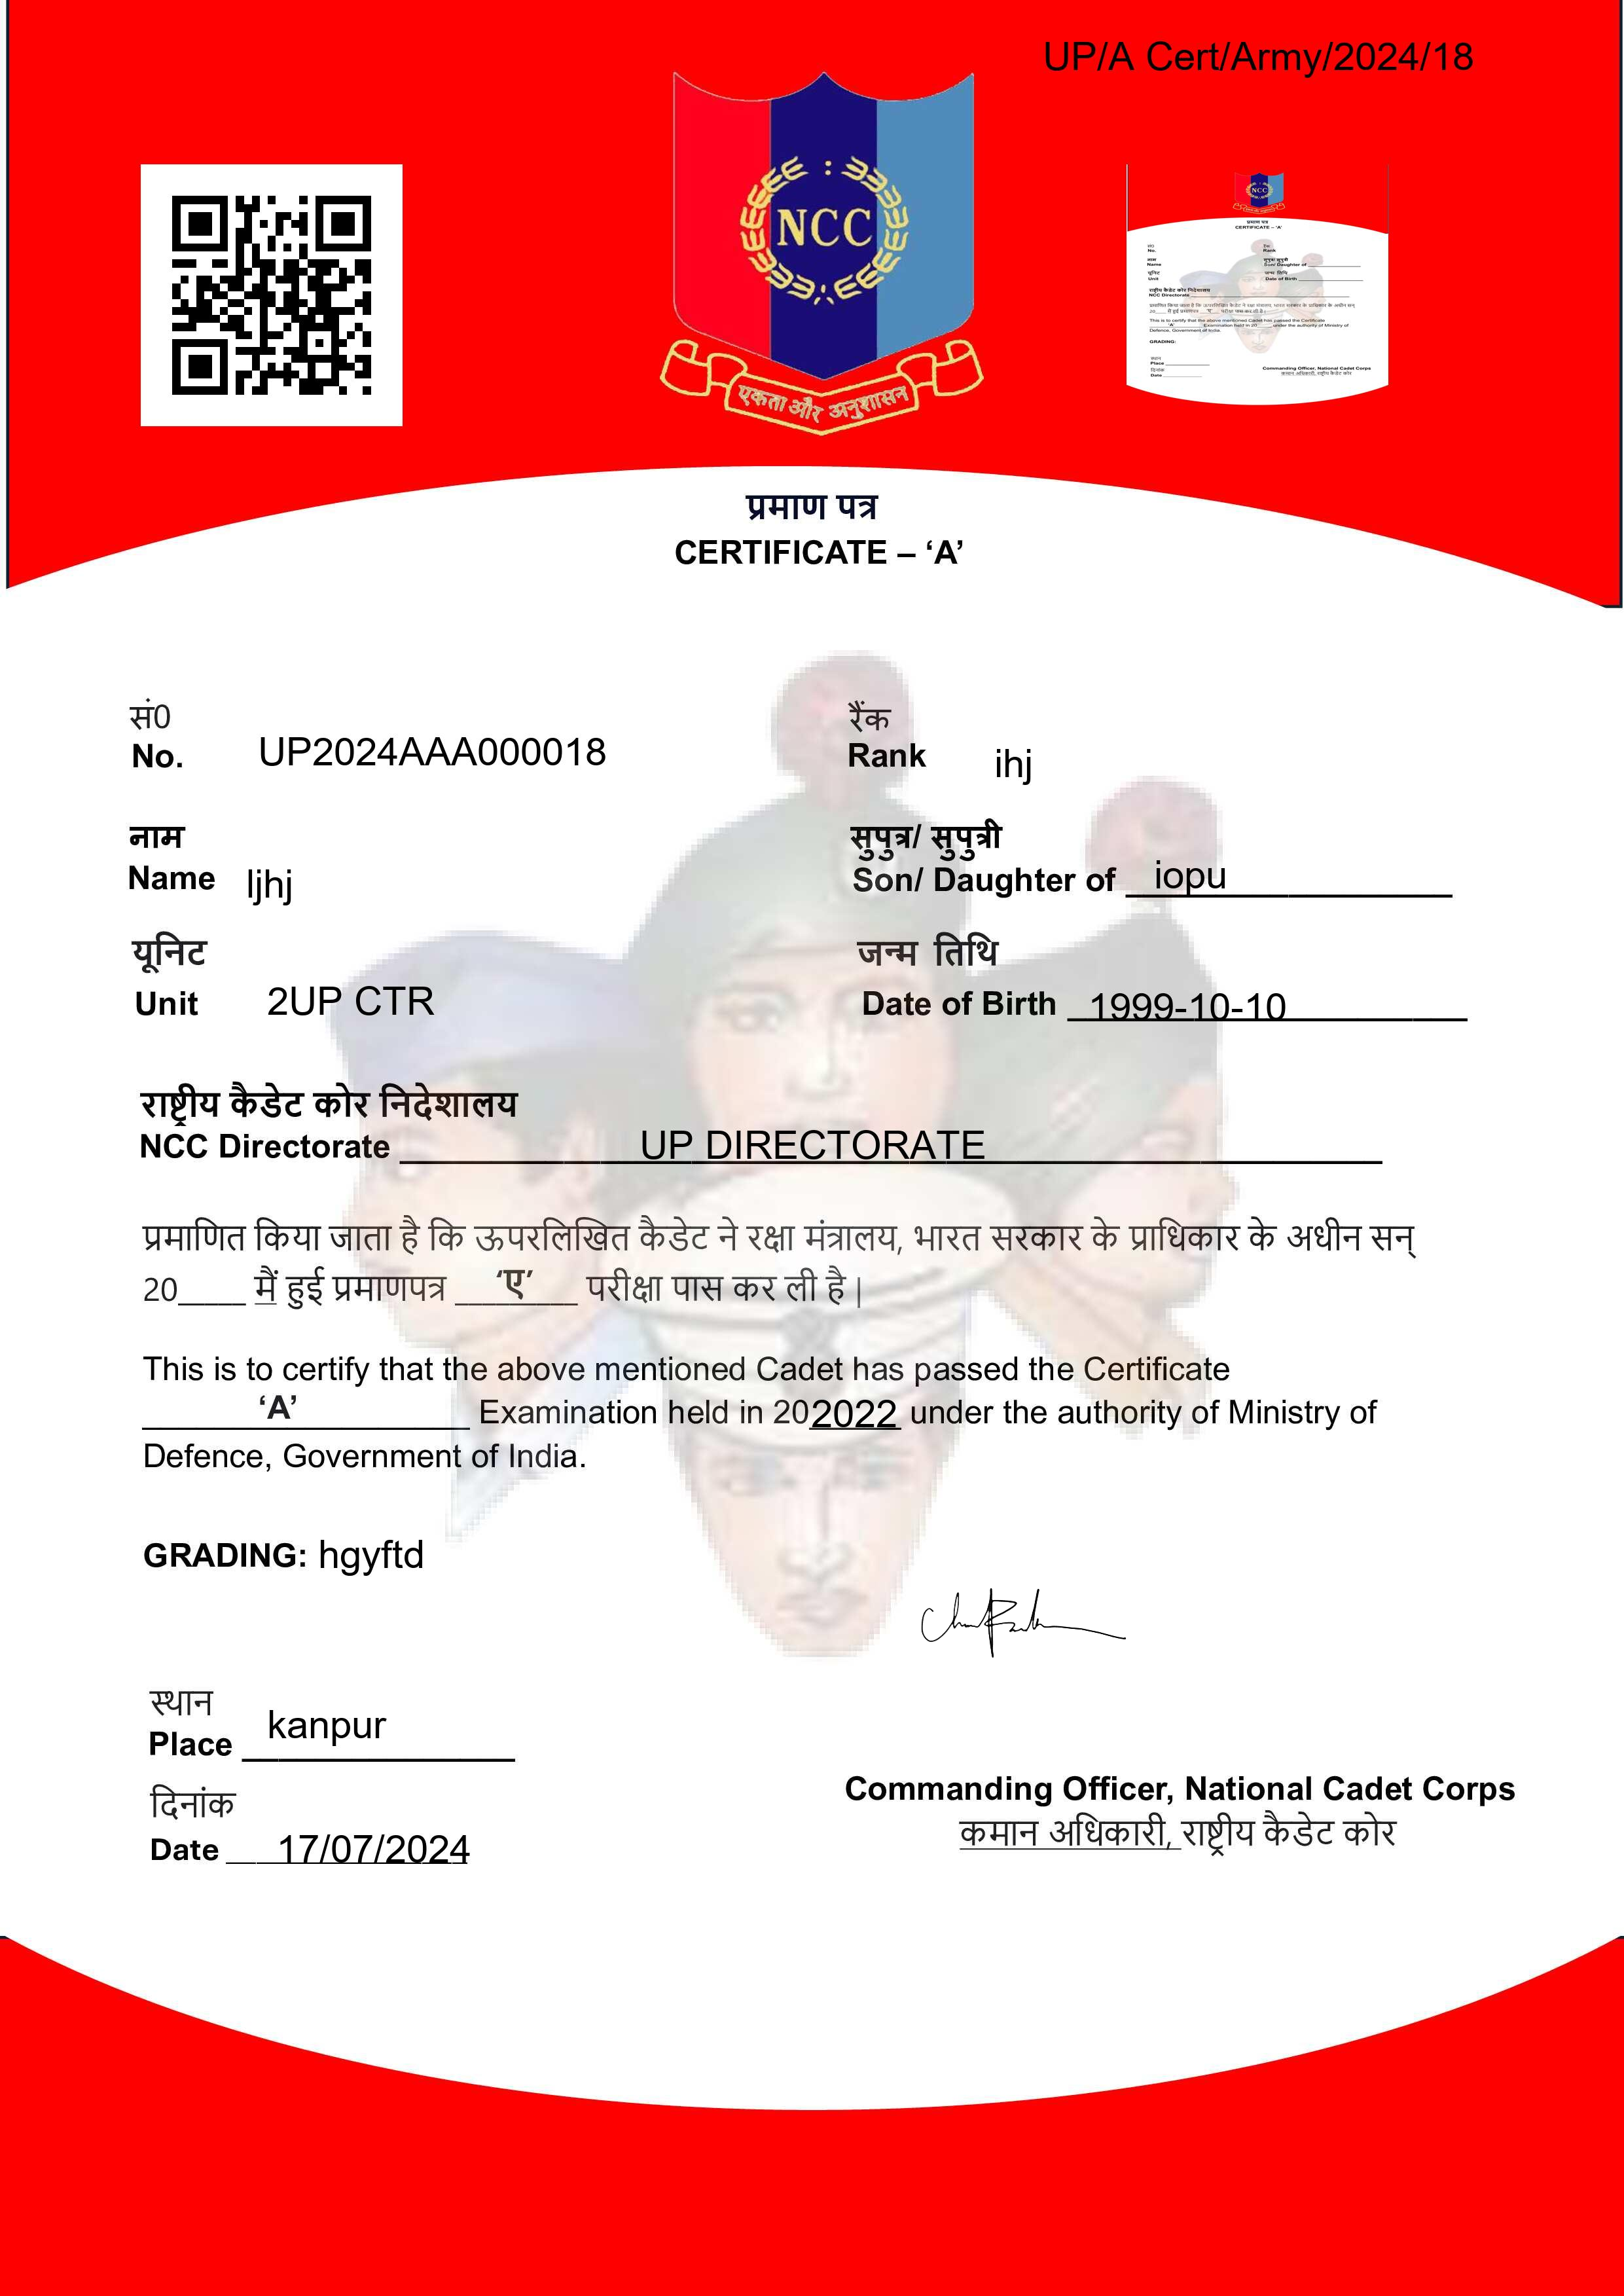 UP/A Cert/Army/2024/18
NCC
एकता और अनुशासन
NCC
प्रमाण पत्र
CERTIFICATE – ‘A’
प्रमाण पत्र
CERTIFICATE – ‘A’
सं0
No. UP2024AAA000018
रैंक
Rank ihj
नाम
Name ljhj
सुपुत्र/ सुपुत्री
Son/ Daughter of iopu
यूनिट
Unit 2UP CTR
जन्म तिथि
Date of Birth 1999-10-10
राष्ट्रीय कैडेट कोर निदेशालय
NCC Directorate UP DIRECTORATE
प्रमाणित किया जाता है कि ऊपरलिखित कैडेट ने रक्षा मंत्रालय, भारत सरकार के प्राधिकार के अधीन सन्
20____ में हुई प्रमाणपत्र ‘ए’ परीक्षा पास कर ली है |
This is to certify that the above mentioned Cadet has passed the Certificate
‘A’ Examination held in 202022 under the authority of Ministry of
Defence, Government of India.
GRADING: hgyftd
स्थान
Place kanpur
दिनांक
Date 17/07/2024
Commanding Officer, National Cadet Corps
कमान अधिकारी, राष्ट्रीय कैडेट कोर